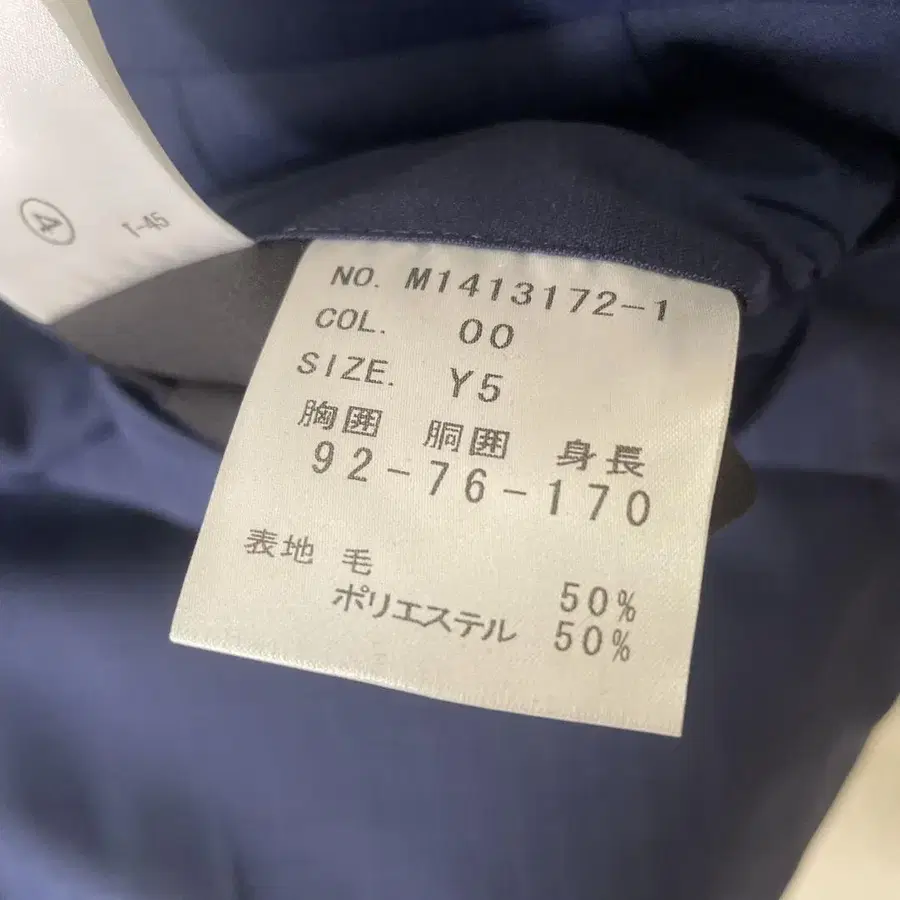 ④
T-45
NO. M1413172-1
COL. 00
SIZE. Y5
胸囲 胴囲 身長
92-76-170
表地 毛 50%
ポリエステル 50%